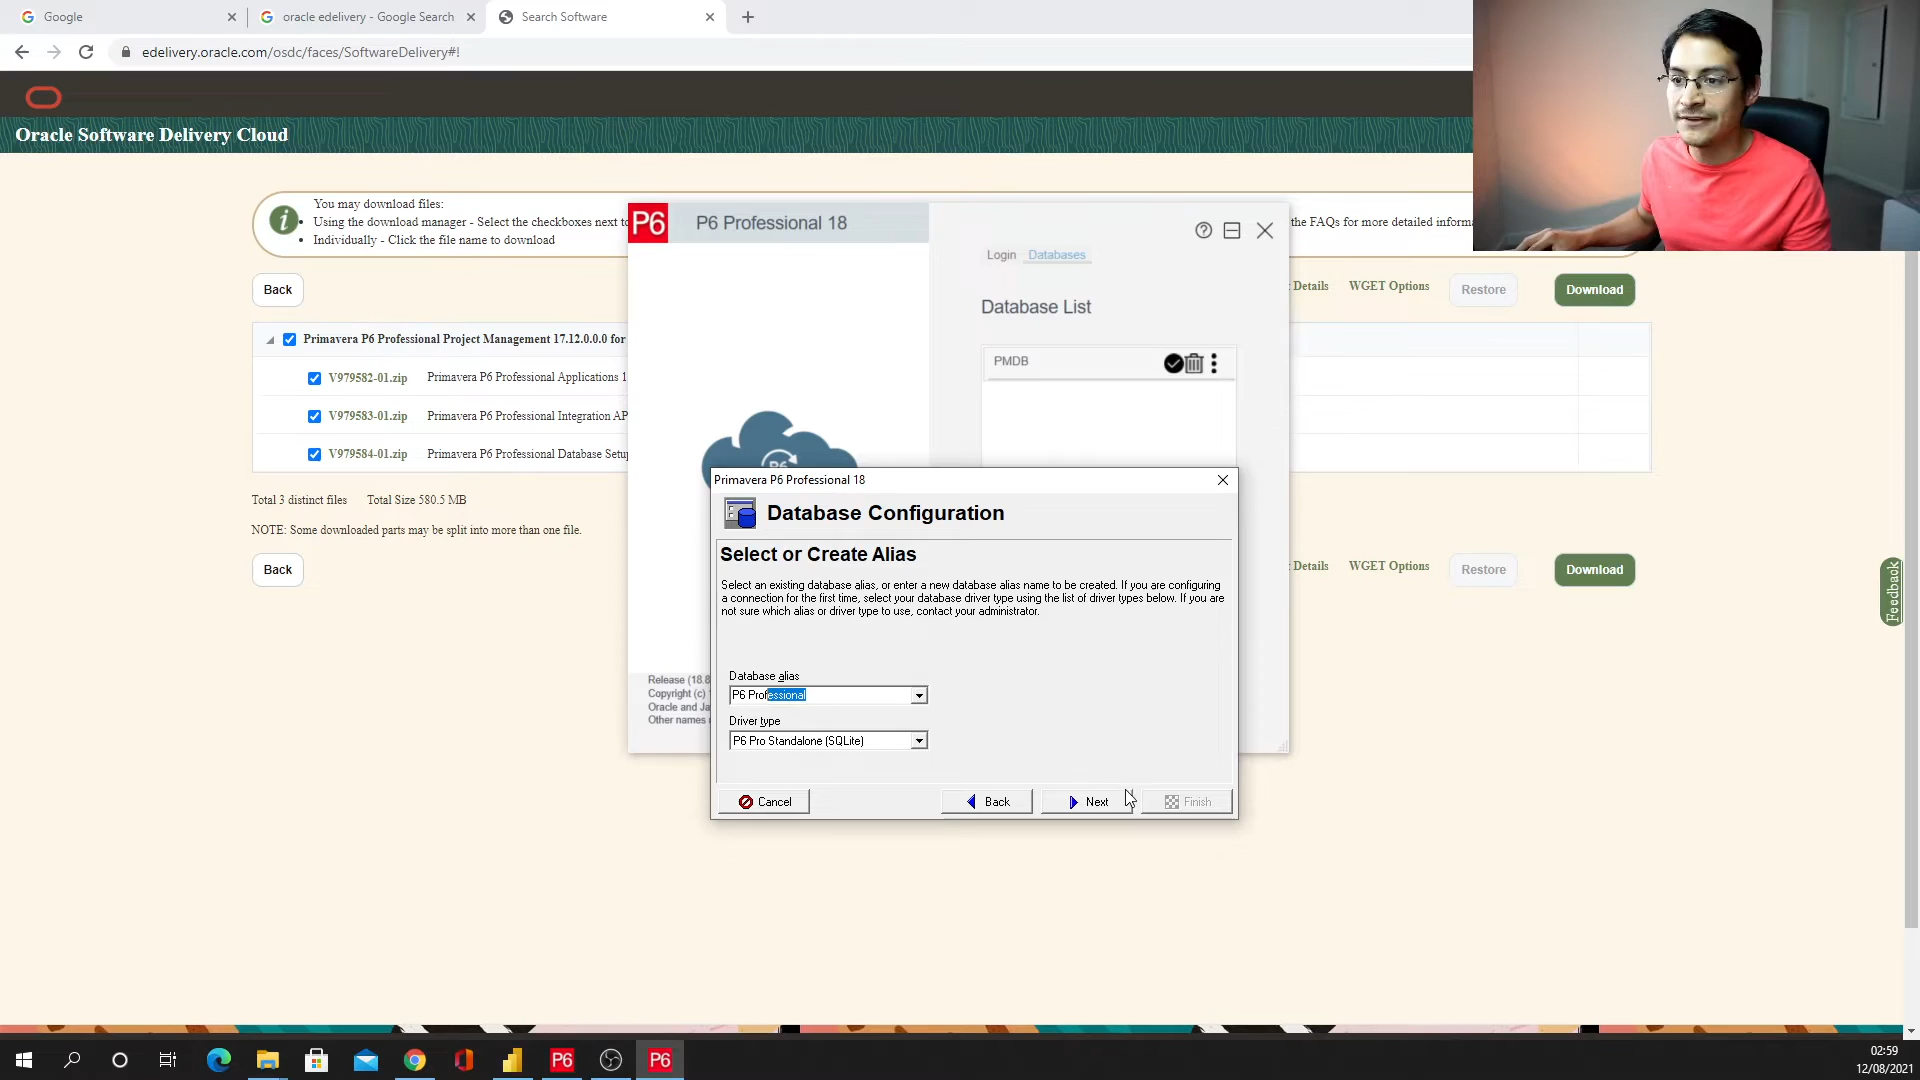 Google
oracle edelivery - Google Search
Search Software
edelivery.oracle.com/osdc/faces/SoftwareDelivery#!
Oracle Software Delivery Cloud
You may download files:
Using the download manager - Select the checkboxes next to
the FAQs for more detailed
Individually - Click the file name to download
Back
Details
WGET Options
Restore
Download
Primavera P6 Professional Project Management 17.12.0.0.0 for
V979582-01.zip
Primavera P6 Professional Applications 1
V979583-01.zip
Primavera P6 Professional Integration AP
V979584-01.zip
Primavera P6 Professional Database Setu
Total 3 distinct files
Total Size 580.5 MB
NOTE: Some downloaded parts may be split into more than one file.
Back
Details
WGET Options
Restore
Download
Feedback
P6
P6 Professional 18
Login
Databases
Database List
PMDB
Release (18.8
Copyright (c)
Oracle and Ja
Other names
Primavera P6 Professional 18
Database Configuration
Select or Create Alias
Select an existing database alias, or enter a new database alias name to be created. If you are configuring
a connection for the first time, select your database driver type using the list of driver types below. If you are
not sure which alias or driver type to use, contact your administrator.
Database alias
P6 Professional
Driver type
P6 Pro Standalone (SQLite)
Cancel
Back
Next
Finish
P6
P6
02:59
12/08/2021